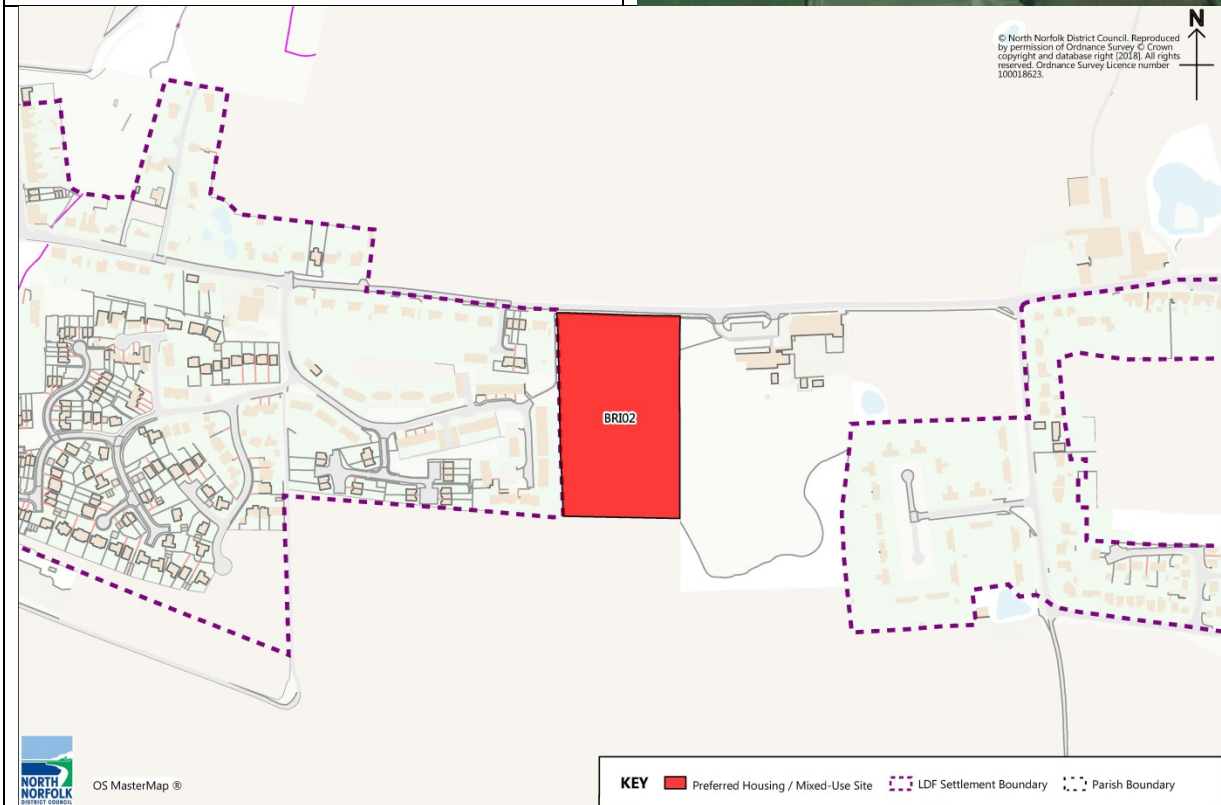 N
© North Norfolk District Council. Reproduced
by permission of Ordnance Survey © Crown
copyright and database right [2018]. All rights
reserved. Ordnance Survey Licence number
100018623.
BRI02
NORTH
NORFOLK
DISTRICT COUNCIL
OS MasterMap ®
KEY Preferred Housing / Mixed-Use Site LDF Settlement Boundary Parish Boundary